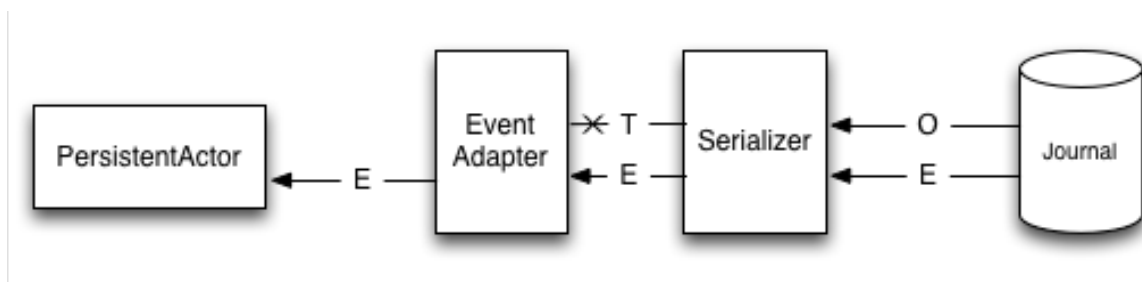 PersistentActor
E
Event
Adapter
T
E
Serializer
O
E
Journal